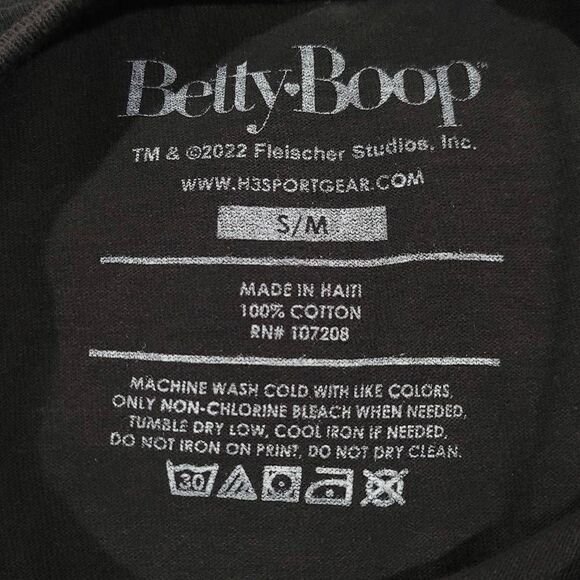 Betty Boop™
TM & ©2022 Fleischer Studios, Inc.
WWW.H3SPORTGEAR.COM
S/M
MADE IN HAITI
100% COTTON
RN# 107208
MACHINE WASH COLD WITH LIKE COLORS,
ONLY NON-CHLORINE BLEACH WHEN NEEDED,
TUMBLE DRY LOW, COOL IRON IF NEEDED,
DO NOT IRON ON PRINT, DO NOT DRY CLEAN.
30